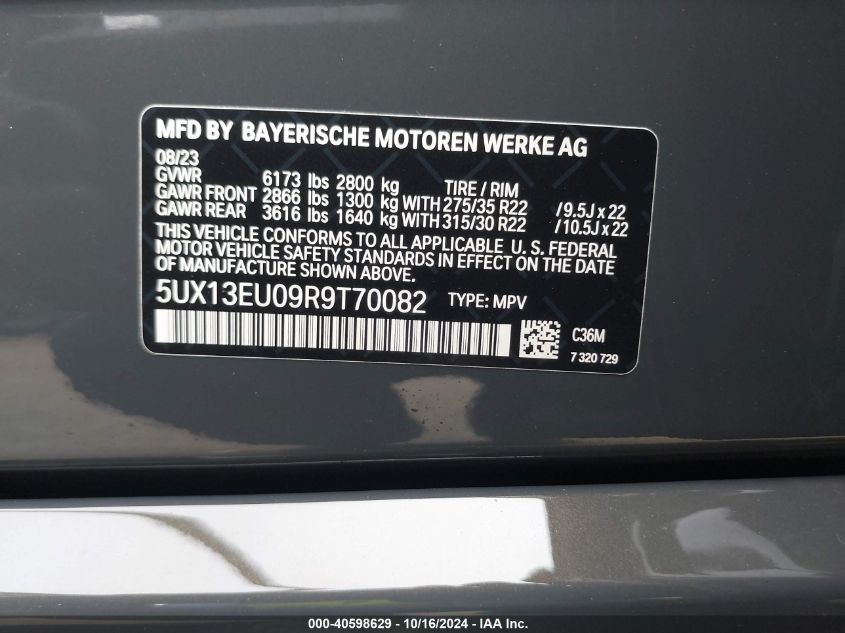 MFD BY BAYERISCHE MOTOREN WERKE AG
08/23
GVWR 6173 lbs 2800 kg TIRE / RIM
GAWR FRONT 2866 lbs 1300 kg WITH 275/35 R22 / 9.5J x 22
GAWR REAR 3616 lbs 1640 kg WITH 315/30 R22 / 10.5J x 22
THIS VEHICLE CONFORMS TO ALL APPLICABLE U. S. FEDERAL
MOTOR VEHICLE SAFETY STANDARDS IN EFFECT ON THE DATE
OF MANUFACTURE SHOWN ABOVE.
5UX13EU09R9T70082 TYPE: MPV
C36M
7 320 729
000-40598629 / 10/16/2024 - IAA Inc.